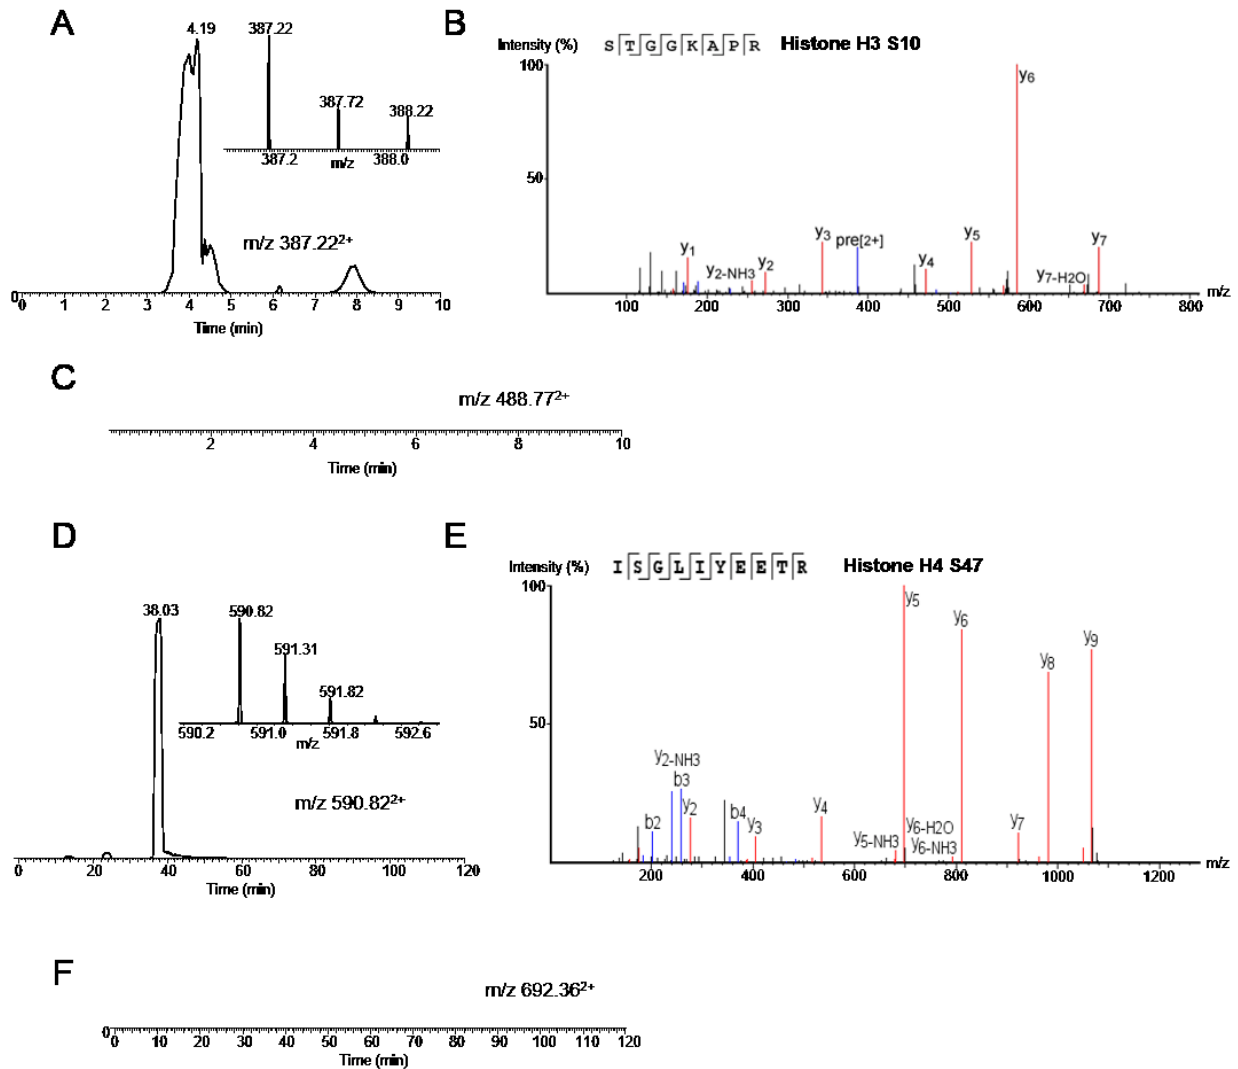 A
4.19
387.22
387.72
388.22
387.2
m/z
388.0
m/z 387.22²⁺
0
0 1 2 3 4 5 6 7 8 9 10
Time (min)
B
Intensity (%)
S T G G K A P R
Histone H3 S10
100
50
y₁
y₂-NH3
y₂
y₃
pre[2+]
y₄
y₅
y₆
y₇-H2O
y₇
100 200 300 400 500 600 700 800
m/z
C
m/z 488.77²⁺
2 4 6 8 10
Time (min)
D
38.03
590.82
591.31
591.82
590.2 591.0 591.8 592.6
m/z
m/z 590.82²⁺
0 20 40 60 80 100 120
Time (min)
E
Intensity (%)
I S G L I Y E E T R
Histone H4 S47
100
50
b2
y₂-NH3
b3
y₂
b4
y₃
y₄
y₅-NH3
y₅
y₆-H2O
y₆-NH3
y₆
y₇
y₈
y₉
200 400 600 800 1000 1200
m/z
F
m/z 692.36²⁺
0
0 10 20 30 40 50 60 70 80 90 100 110 120
Time (min)